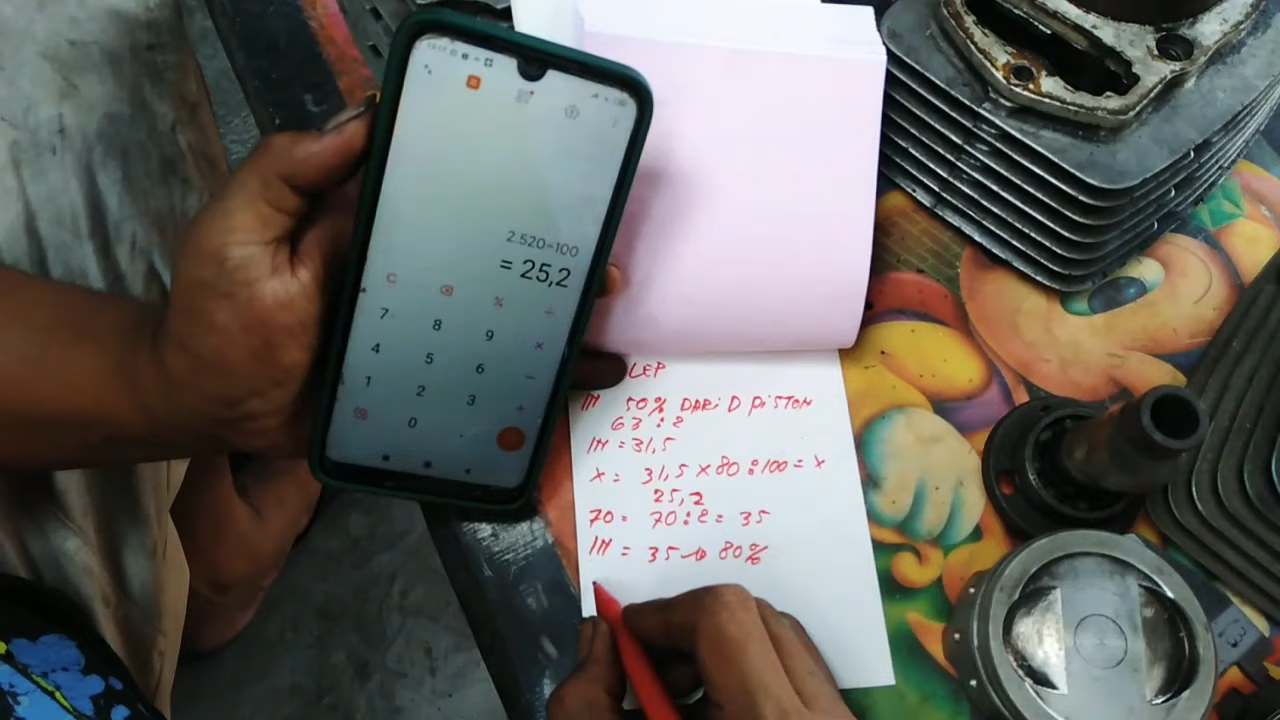 2.520÷100
= 25,2
C
%
÷
7 8 9 ×
4 5 6 −
1 2 3 +
0 .
LEP
IN 50% DARI D PISTON
63 : 2
IN = 31,5
X = 31,5 X 80 : 100 = X
25,2
70 = 70 : 2 = 35
IN = 35 → 80%